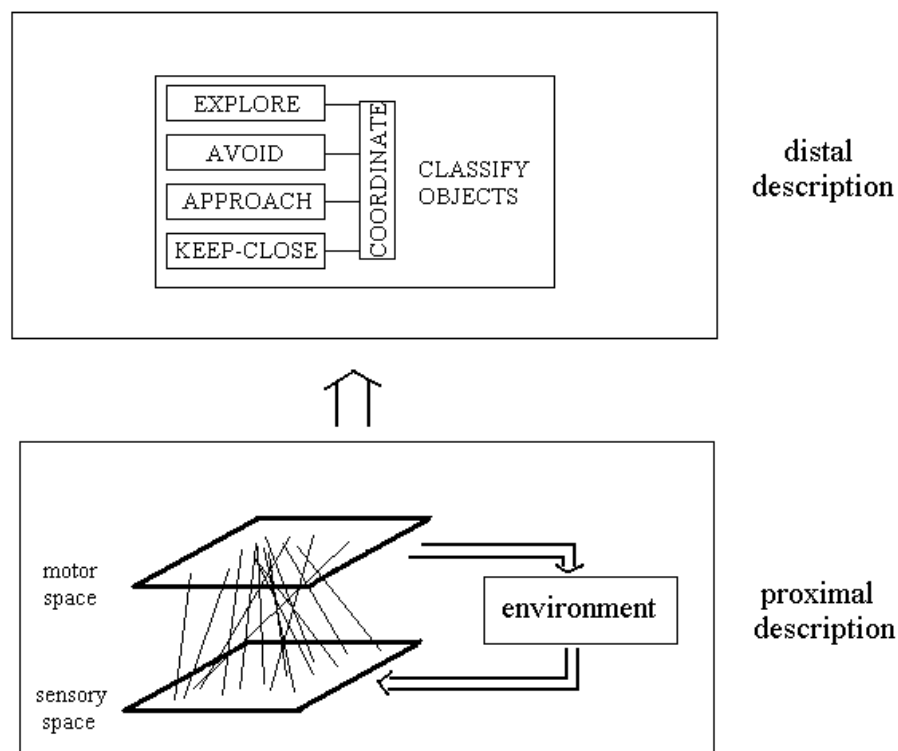 EXPLORE
AVOID
APPROACH
KEEP-CLOSE
COORDINATE
CLASSIFY
OBJECTS
distal
description
motor
space
environment
sensory
space
proximal
description